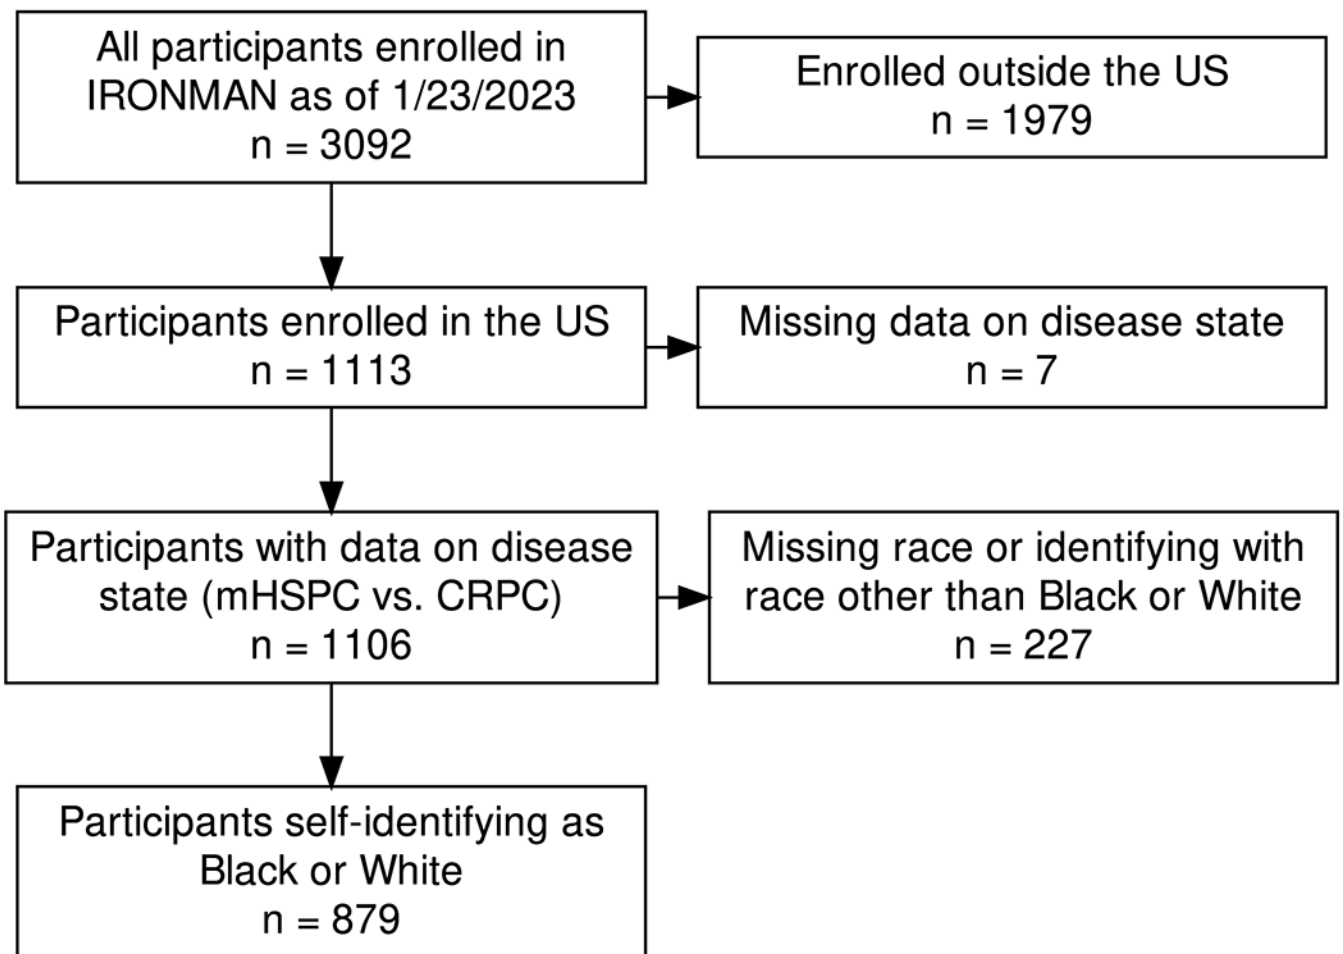 All participants enrolled in
IRONMAN as of 1/23/2023
n = 3092
Enrolled outside the US
n = 1979
Participants enrolled in the US
n = 1113
Missing data on disease state
n = 7
Participants with data on disease
state (mHSPC vs. CRPC)
n = 1106
Missing race or identifying with
race other than Black or White
n = 227
Participants self-identifying as
Black or White
n = 879